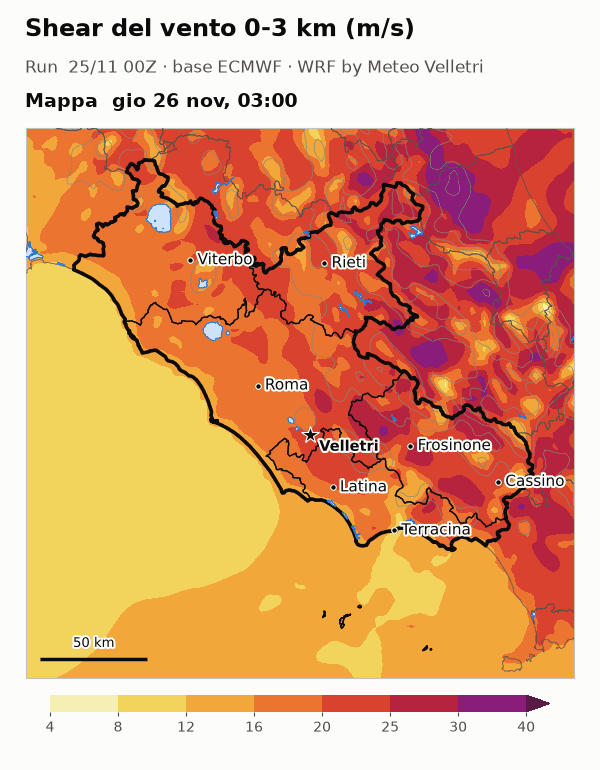 Shear del vento 0-3 km (m/s)
Run  25/11 00Z · base ECMWF · WRF by Meteo Velletri
Mappa  gio 26 nov, 03:00
Viterbo
Rieti
Roma
Velletri
Frosinone
Latina
Cassino
Terracina
50 km
4 8 12 16 20 25 30 40